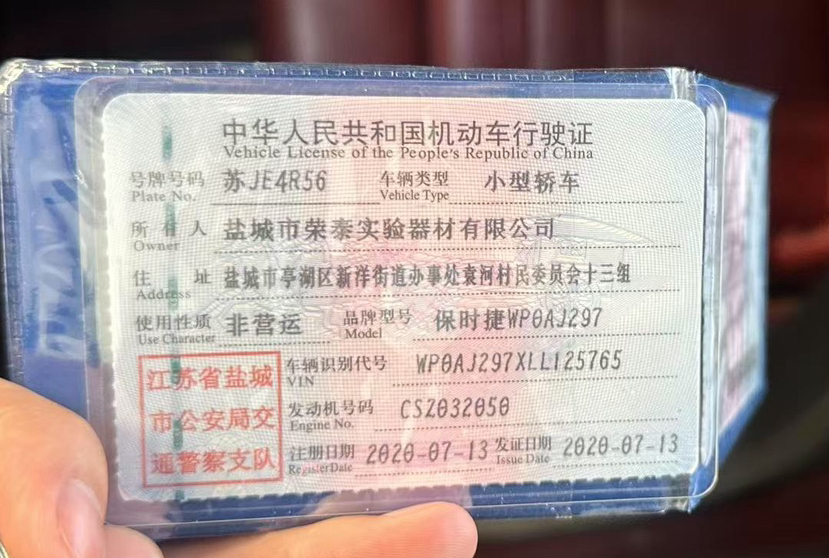 中华人民共和国机动车行驶证
Vehicle License of the People's Republic of China
号牌号码 苏JE4R56 车辆类型 小型轿车
Plate No. Vehicle Type
所有人 盐城市荣泰实验器材有限公司
Owner
住址 盐城市亭湖区新洋街道办事处袁河村民委员会十三组
Address
使用性质 非营运 品牌型号 保时捷WP0AJ297
Use Character Model
江苏省盐城
市公安局交
通警察支队
车辆识别代号 WP0AJ297XLL125765
VIN
发动机号码 CSZ032050
Engine No.
注册日期 2020-07-13 发证日期 2020-07-13
Register Date Issue Date